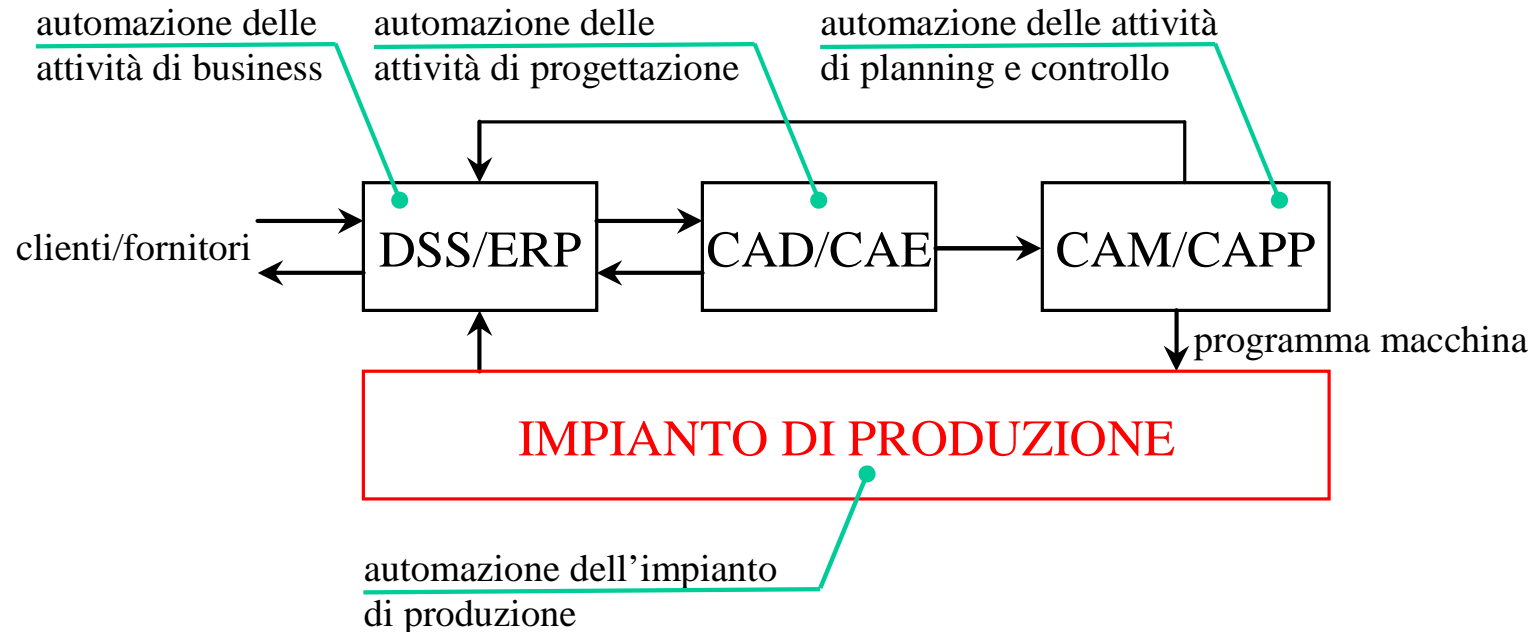 automazione delle
attività di business
automazione delle
attività di progettazione
automazione delle attività
di planning e controllo
clienti/fornitori
DSS/ERP
CAD/CAE
CAM/CAPP
programma macchina
IMPIANTO DI PRODUZIONE
automazione dell’impianto
di produzione